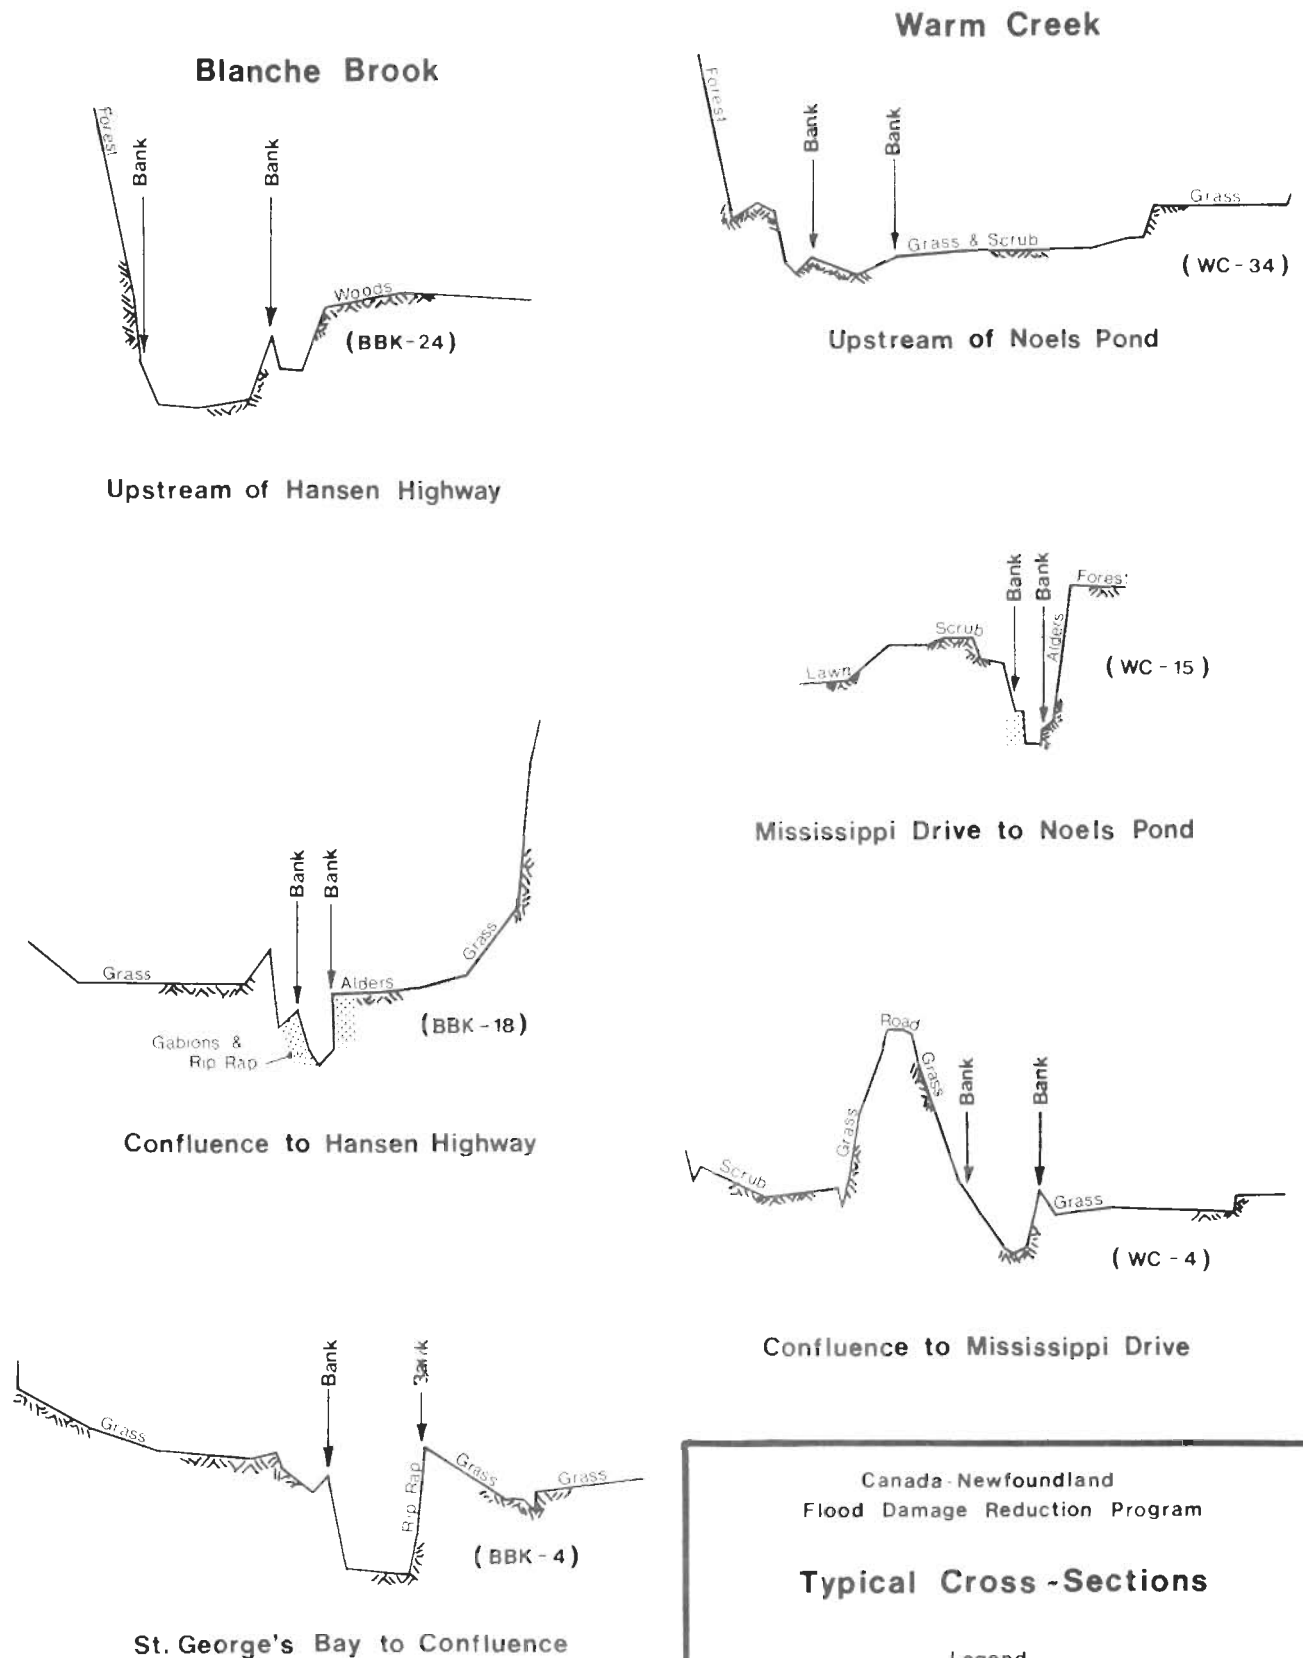 Blanche Brook
Forest
Bank
Bank
Woods
(BBK-24)
Upstream of Hansen Highway
Bank
Bank
Grass
Alders
Grass
(BBK-18)
Gabions &
Rip Rap
Confluence to Hansen Highway
Bank
Bank
Grass
Rip Rap
Grass
Grass
(BBK-4)
St. George's Bay to Confluence
Warm Creek
Forest
Bank
Bank
Grass
Grass & Scrub
(WC-34)
Upstream of Noels Pond
Bank
Bank
Forest
Scrub
Alders
Lawn
(WC-15)
Mississippi Drive to Noels Pond
Road
Grass
Bank
Bank
Grass
Scrub
Grass
(WC-4)
Confluence to Mississippi Drive
Canada-Newfoundland
Flood Damage Reduction Program
Typical Cross-Sections
Legend